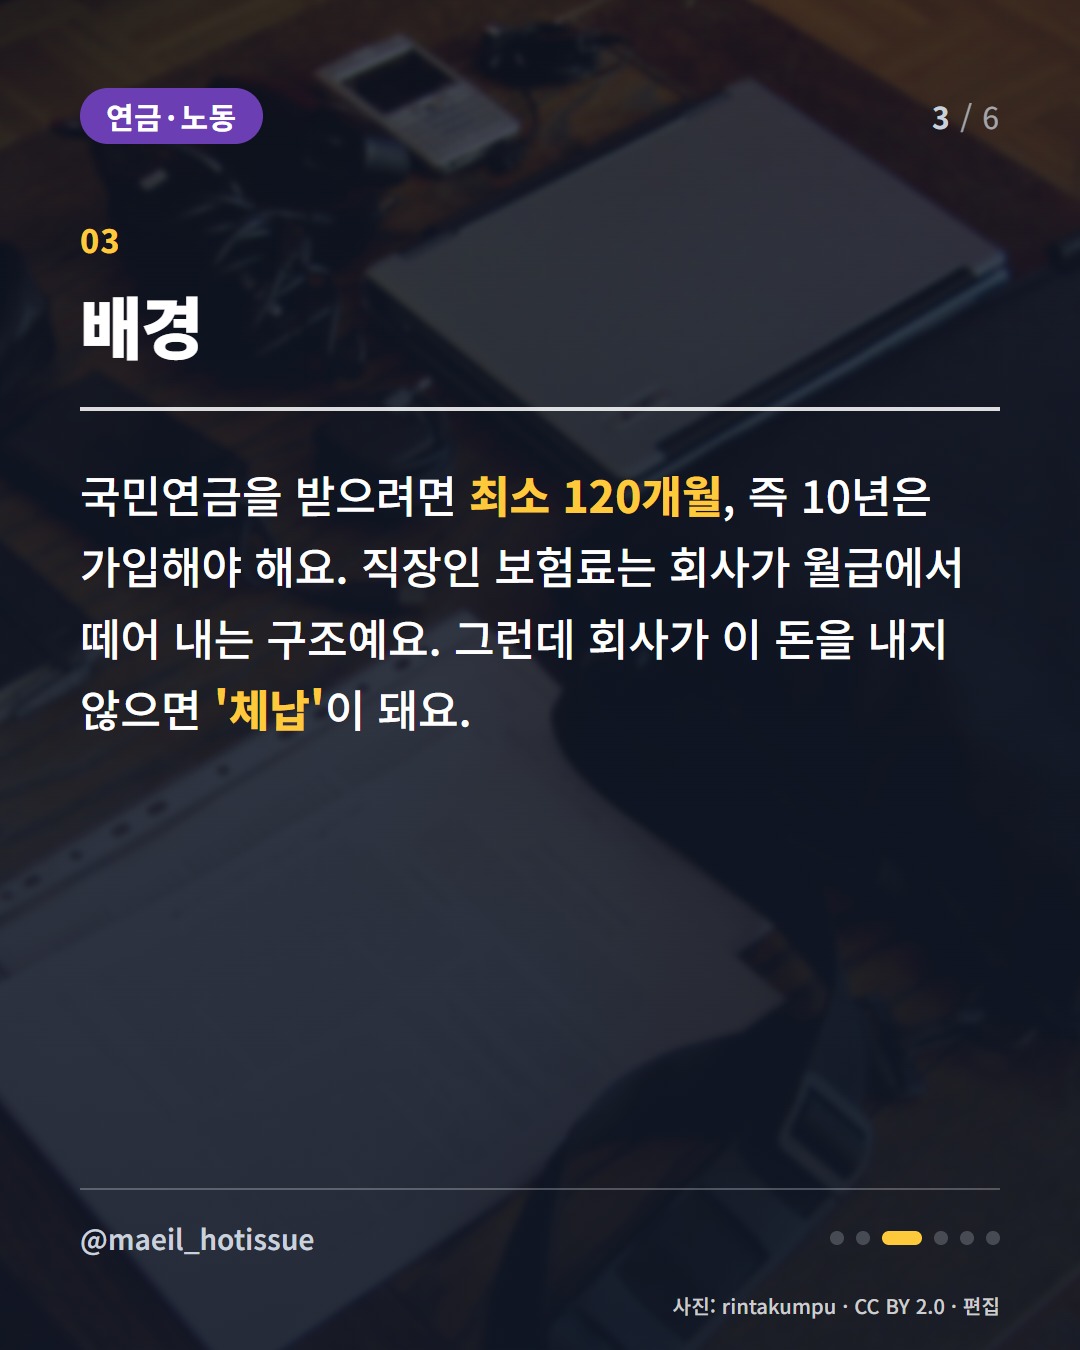 연금·노동
3 / 6
03
배경
국민연금을 받으려면 최소 120개월, 즉 10년은
가입해야 해요. 직장인 보험료는 회사가 월급에서
떼어 내는 구조예요. 그런데 회사가 이 돈을 내지
않으면 '체납'이 돼요.
@maeil_hotissue
사진: rintakumpu · CC BY 2.0 · 편집